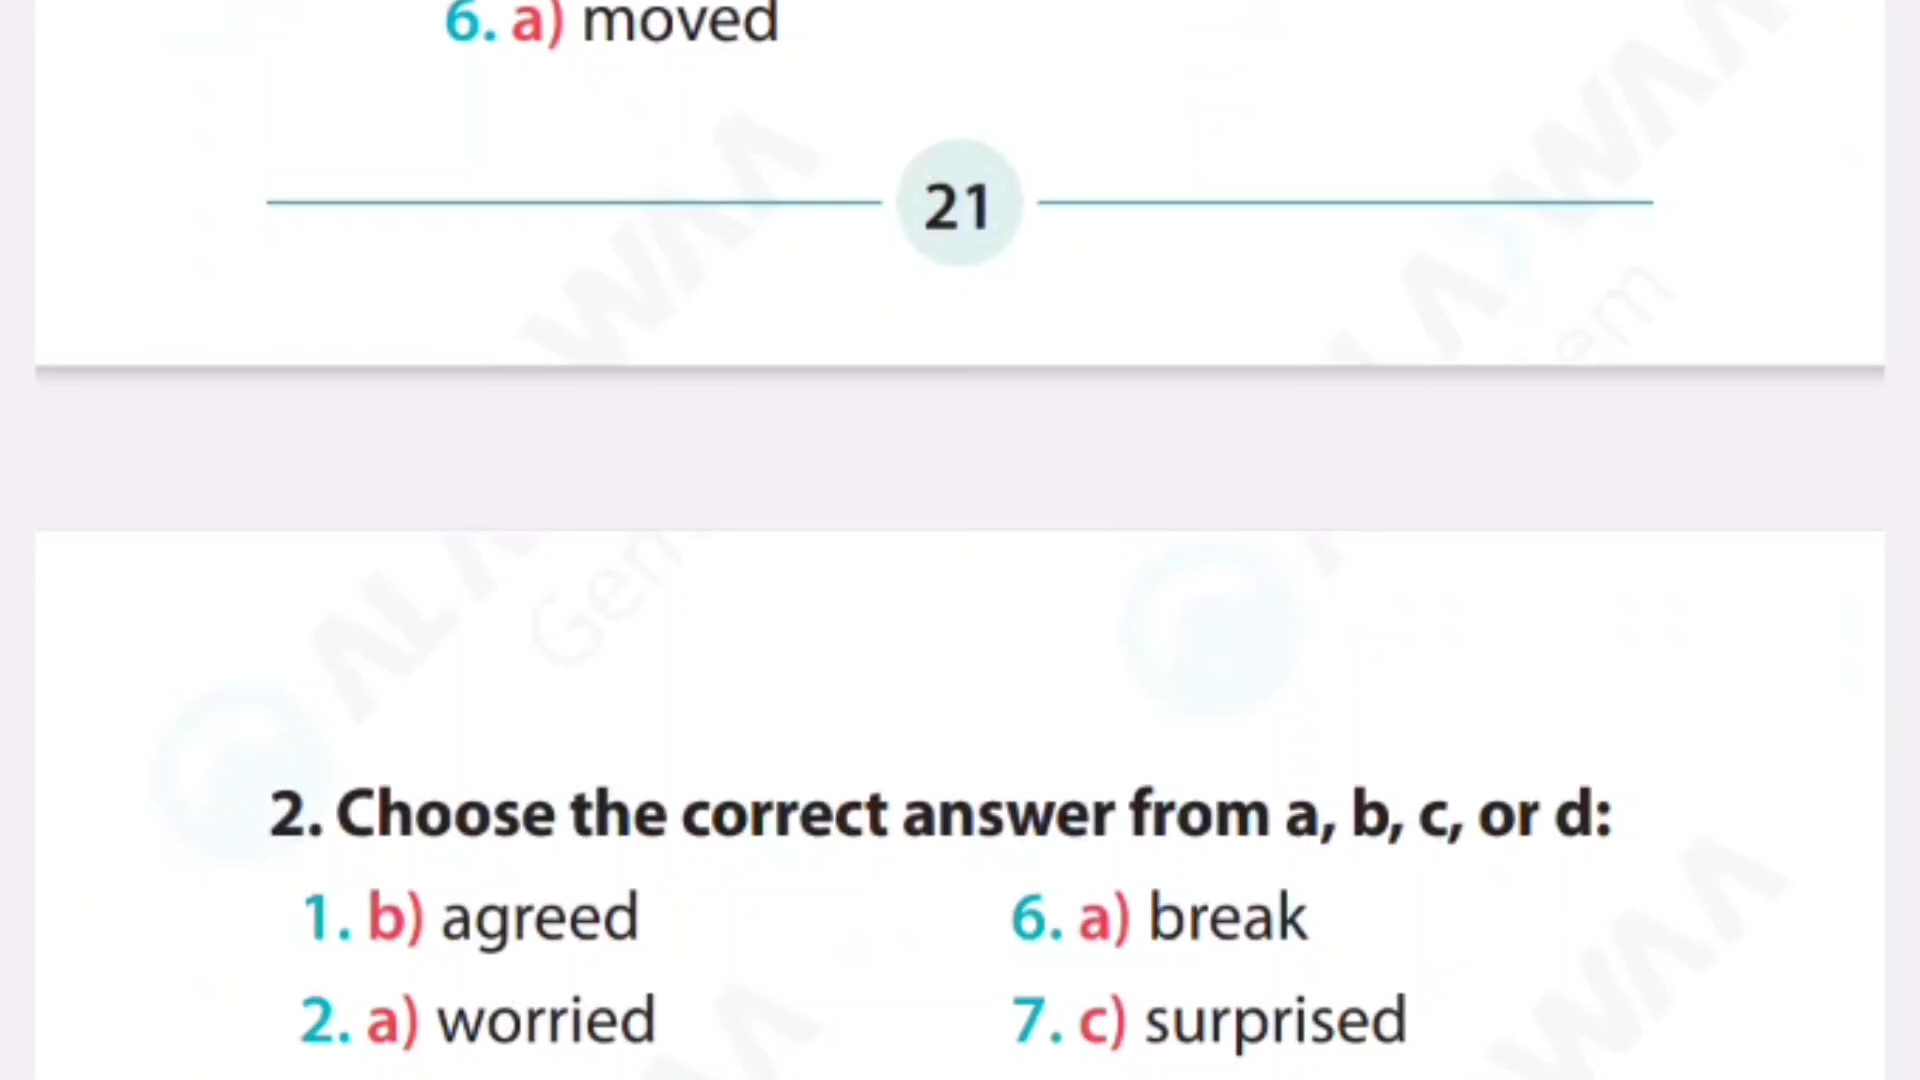 6. a) moved
21
2. Choose the correct answer from a, b, c, or d:
1. b) agreed
6. a) break
2. a) worried
7. c) surprised